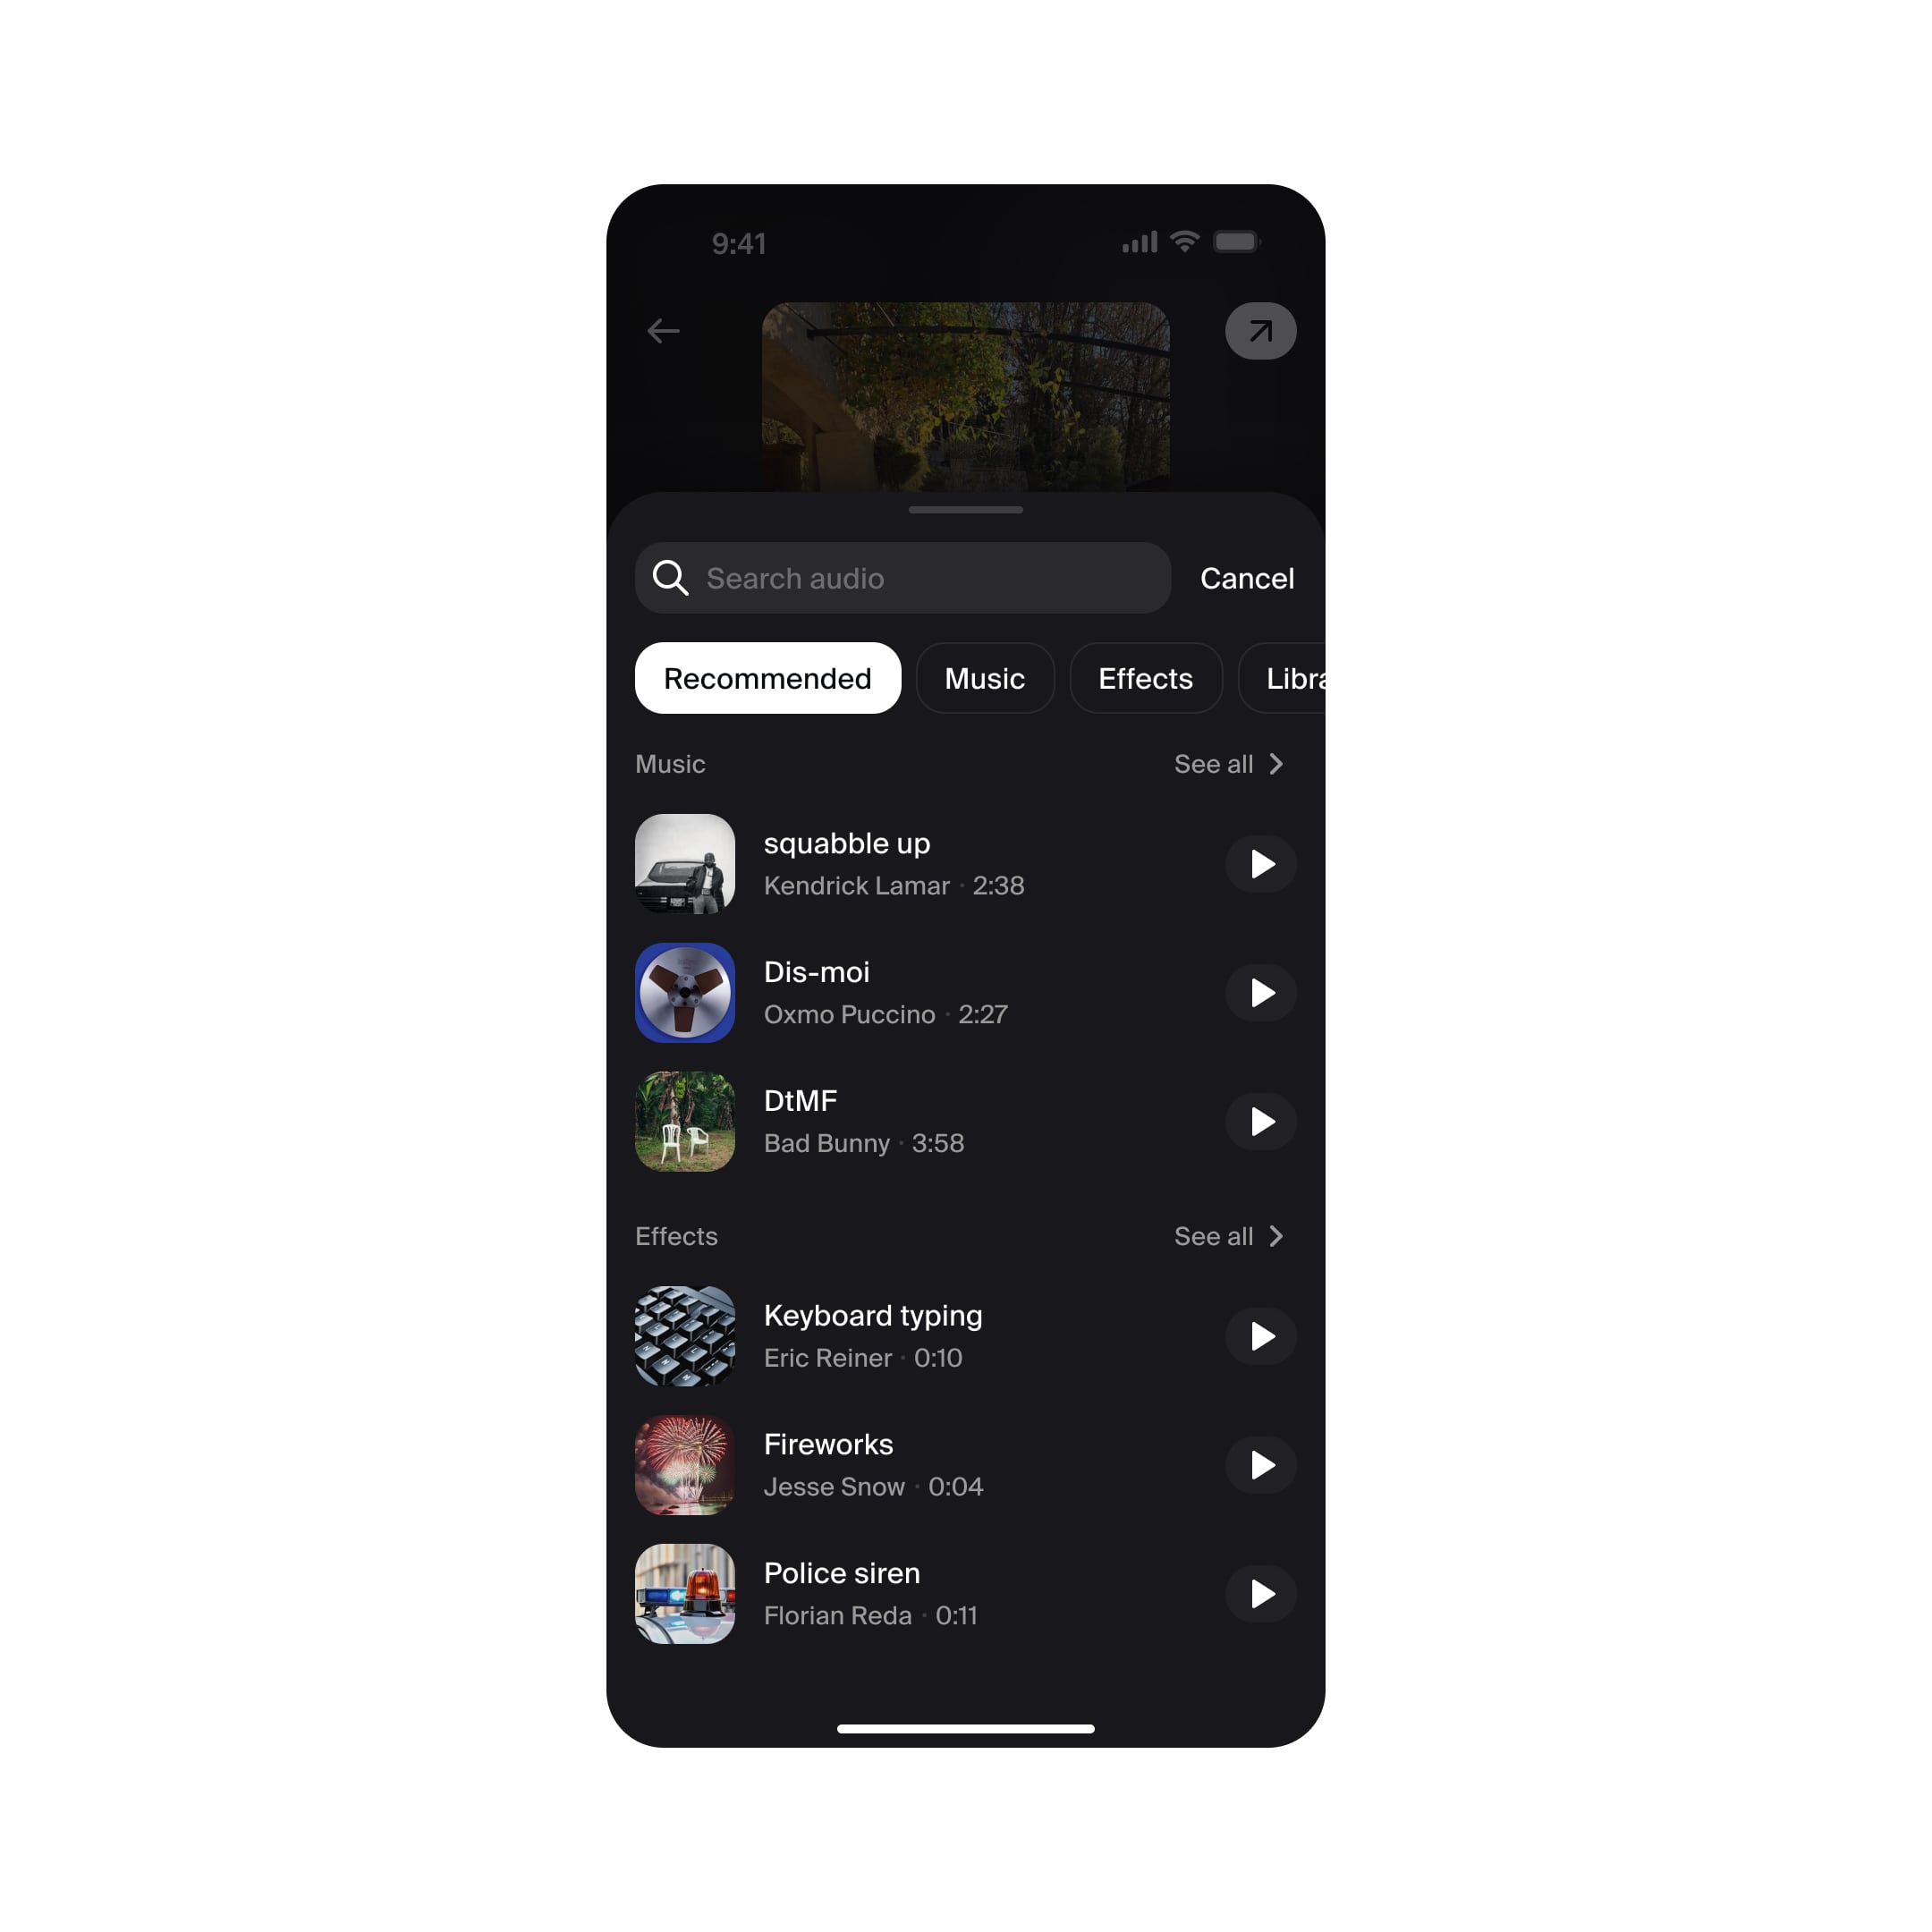 9:41
Search audio
Cancel
Recommended
Music
Effects
Libra
Music
See all
squabble up
Kendrick Lamar · 2:38
Dis-moi
Oxmo Puccino · 2:27
DtMF
Bad Bunny · 3:58
Effects
See all
Keyboard typing
Eric Reiner · 0:10
Fireworks
Jesse Snow · 0:04
Police siren
Florian Reda · 0:11